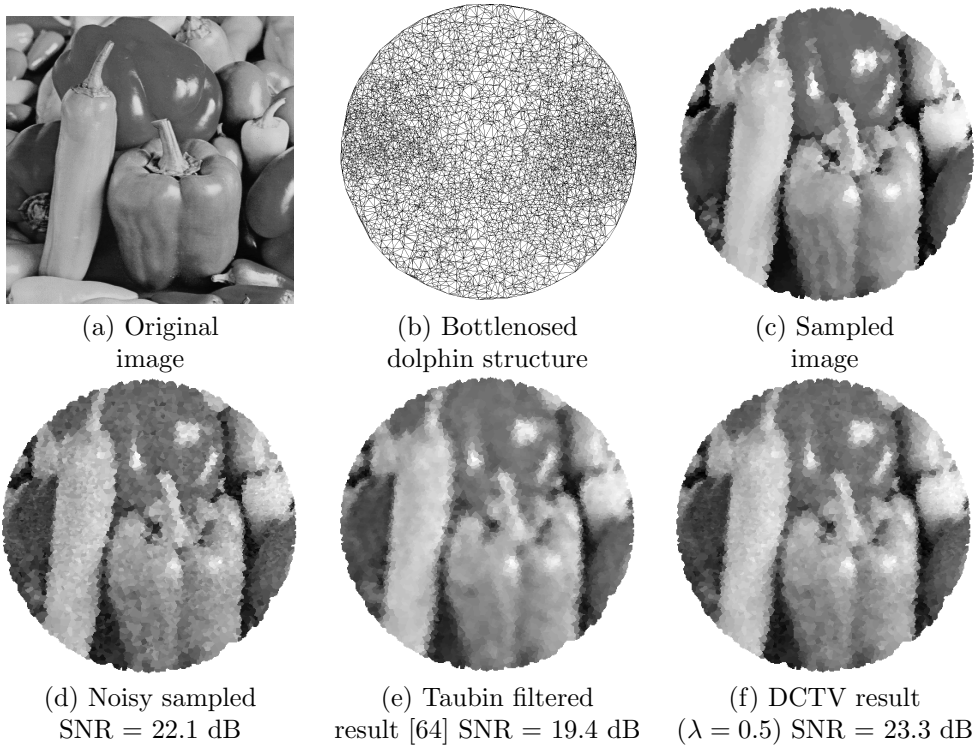 (a) Original
image
(b) Bottlenosed
dolphin structure
(c) Sampled
image
(d) Noisy sampled
SNR = 22.1 dB
(e) Taubin filtered
result [64] SNR = 19.4 dB
(f) DCTV result
(λ = 0.5) SNR = 23.3 dB